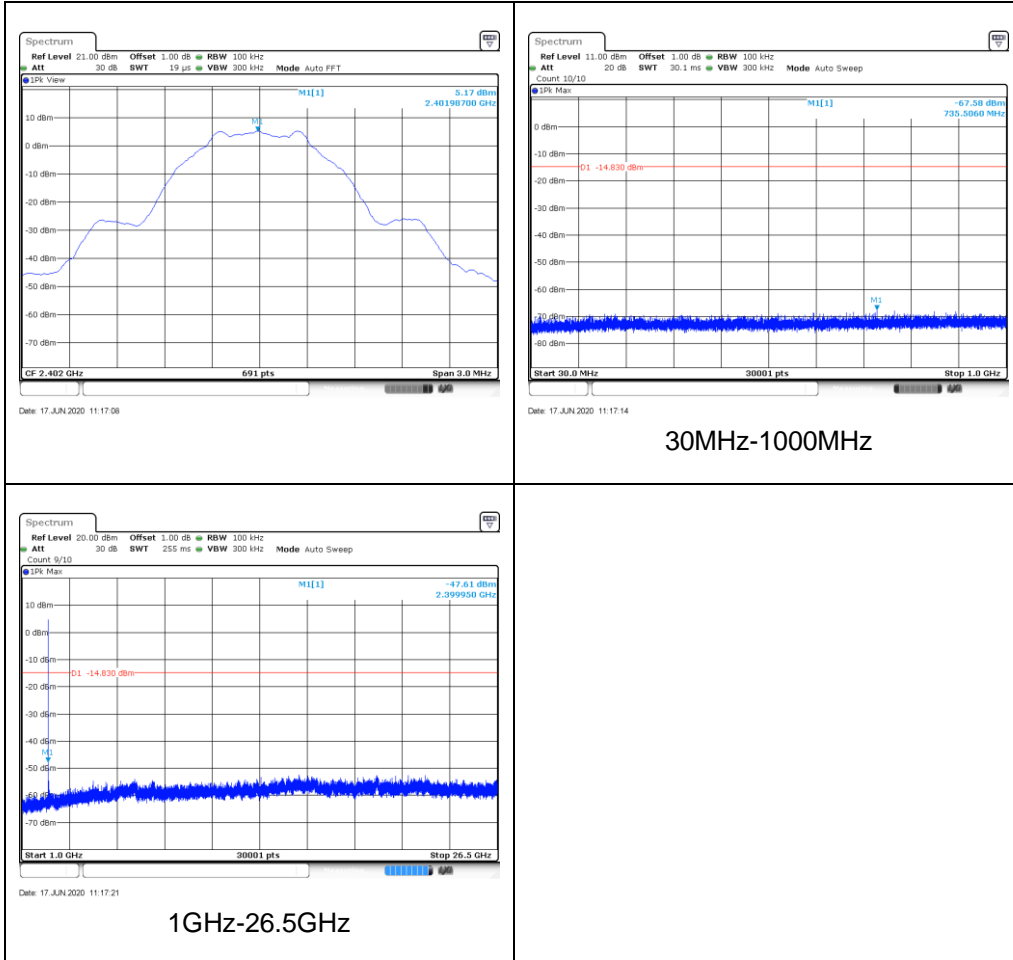 Spectrum
Ref Level 21.00 dBm Offset 1.00 dB RBW 100 kHz
Att 30 dB SWT 19 µs VBW 300 kHz Mode Auto FFT
1Pk View
M1[1] 5.17 dBm
2.40198700 GHz
M1
10 dBm
0 dBm
-10 dBm
-20 dBm
-30 dBm
-40 dBm
-50 dBm
-60 dBm
-70 dBm
CF 2.402 GHz 691 pts Span 3.0 MHz
Date: 17.JUN.2020 11:17:08
Spectrum
Ref Level 11.00 dBm Offset 1.00 dB RBW 100 kHz
Att 20 dB SWT 30.1 ms VBW 300 kHz Mode Auto Sweep
Count 10/10
1Pk Max
M1[1] -67.58 dBm
735.5060 MHz
0 dBm
-10 dBm
D1 -14.830 dBm
-20 dBm
-30 dBm
-40 dBm
-50 dBm
-60 dBm
M1
-70 dBm
-80 dBm
Start 30.0 MHz 30001 pts Stop 1.0 GHz
Date: 17.JUN.2020 11:17:14
30MHz-1000MHz
Spectrum
Ref Level 20.00 dBm Offset 1.00 dB RBW 100 kHz
Att 30 dB SWT 255 ms VBW 300 kHz Mode Auto Sweep
Count 9/10
1Pk Max
M1[1] -47.61 dBm
2.399950 GHz
10 dBm
0 dBm
-10 dBm
D1 -14.830 dBm
-20 dBm
-30 dBm
-40 dBm
M1
-50 dBm
-60 dBm
-70 dBm
Start 1.0 GHz 30001 pts Stop 26.5 GHz
Date: 17.JUN.2020 11:17:21
1GHz-26.5GHz